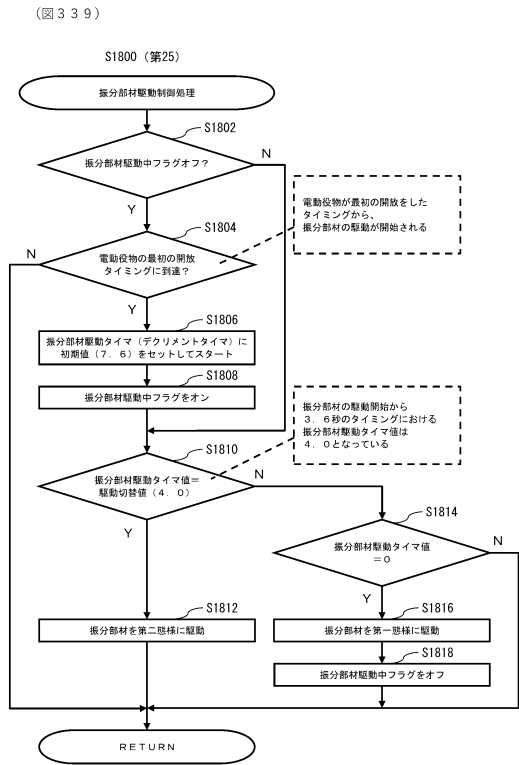 (図339)
S1800（第25）
振分部材駆動制御処理
S1802
振分部材駆動中フラグオフ？
N
Y
電動役物が最初の開放をした
タイミングから、
振分部材の駆動が開始される
S1804
N
電動役物の最初の開放
タイミングに到達？
Y
S1806
振分部材駆動タイマ（デクリメントタイマ）に
初期値（7．6）をセットしてスタート
S1808
振分部材駆動中フラグをオン
振分部材の駆動開始から
3．6秒のタイミングにおける
振分部材駆動タイマ値は
4．0となっている
S1810
振分部材駆動タイマ値＝
駆動切替値（4．0）
N
Y
S1814
振分部材駆動タイマ値
＝0
N
Y
S1812
振分部材を第二態様に駆動
S1816
振分部材を第一態様に駆動
S1818
振分部材駆動中フラグをオフ
RETURN